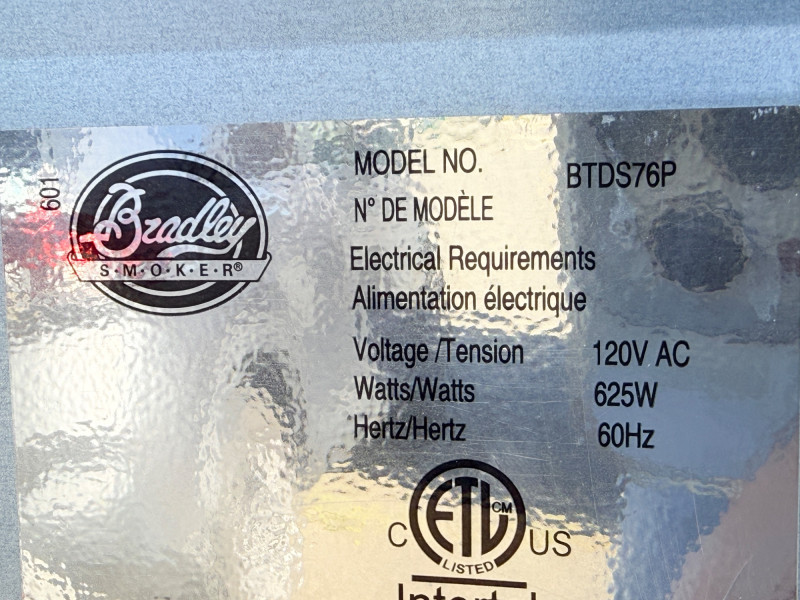 601
Bradley
S·M·O·K·E·R®
MODEL NO.
N° DE MODÈLE
BTDS76P
Electrical Requirements
Alimentation électrique
Voltage /Tension 120V AC
Watts/Watts 625W
Hertz/Hertz 60Hz
ETL CM
C US
LISTED